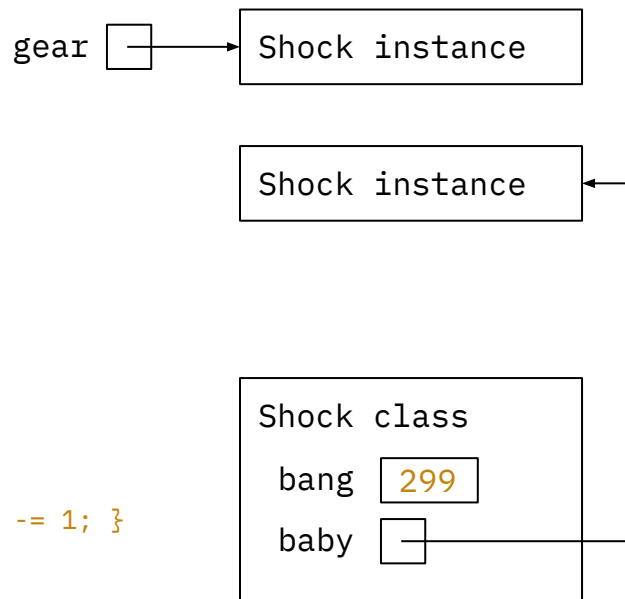 gear
Shock instance
Shock instance
Shock class
bang 299
-= 1; }
baby